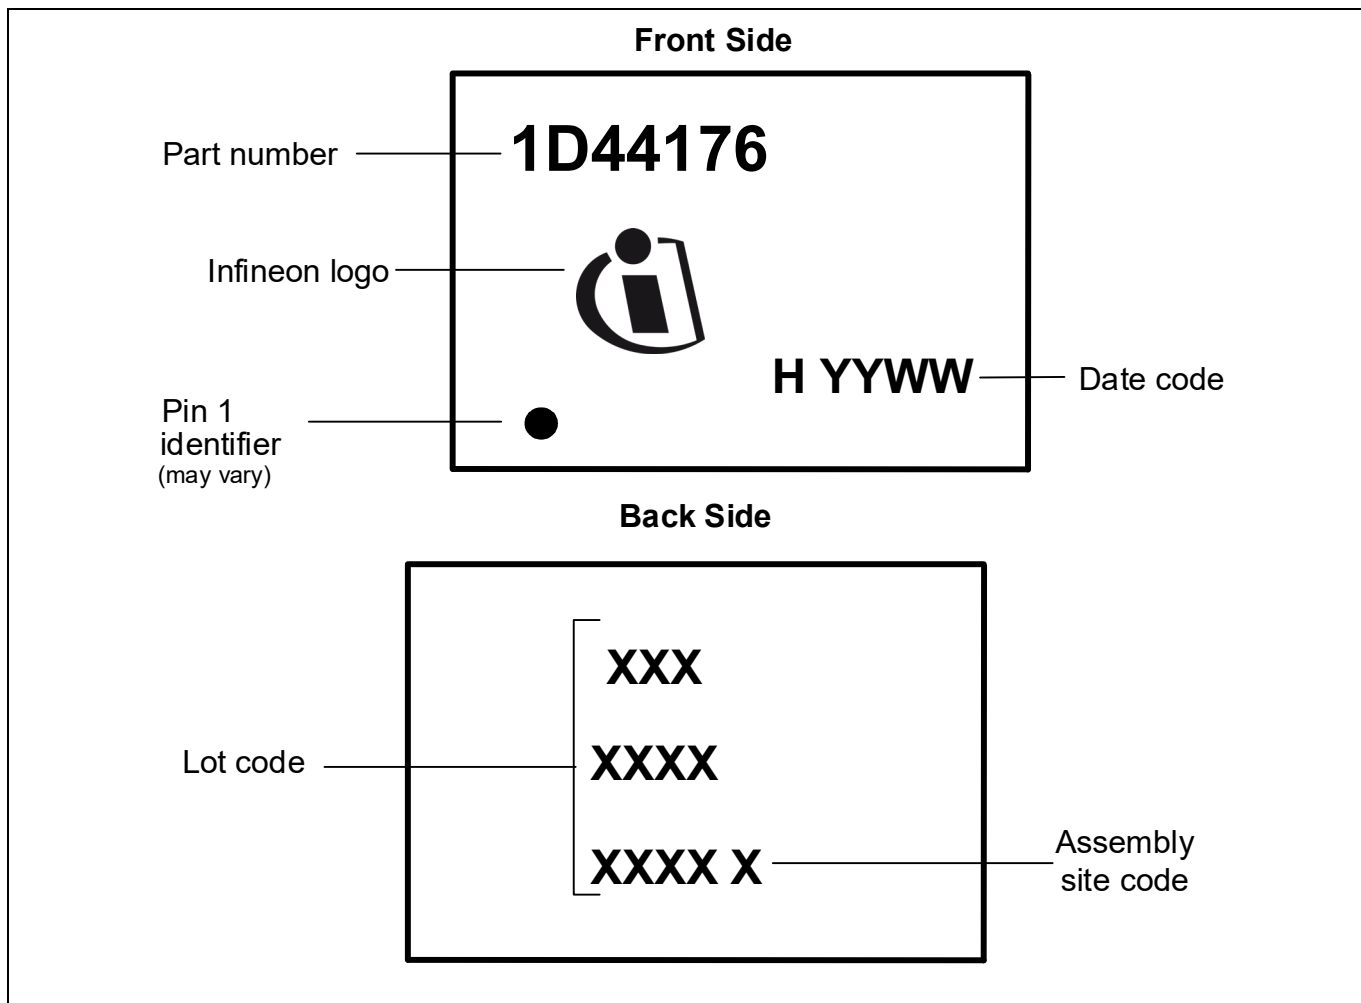 Front Side
Part number
1D44176
Infineon logo
H YYWW
Date code
Pin 1
identifier
(may vary)
Back Side
XXX
Lot code
XXXX
XXXX X
Assembly
site code